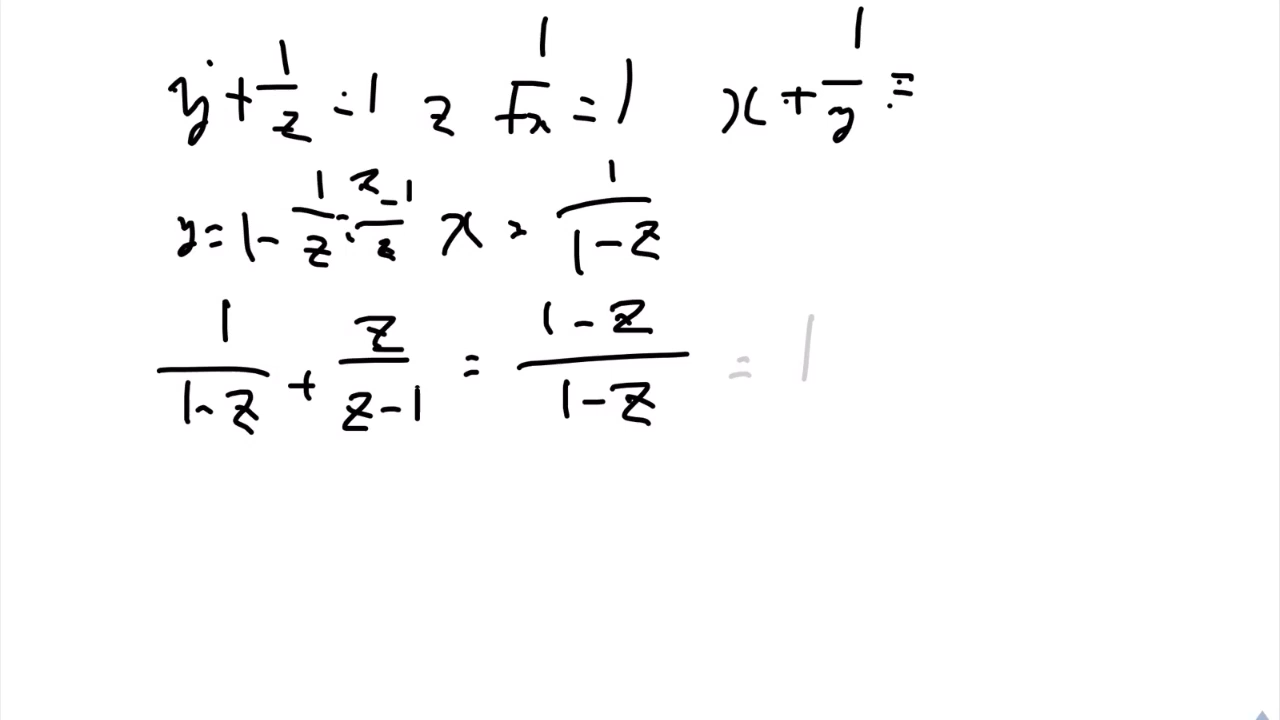 y + 1/z = 1 z + 1/x = 1 x + 1/y =
y = 1 - 1/z = z-1/z x = 1/1-z
1/1-z + z/z-1 = 1-z/1-z = 1